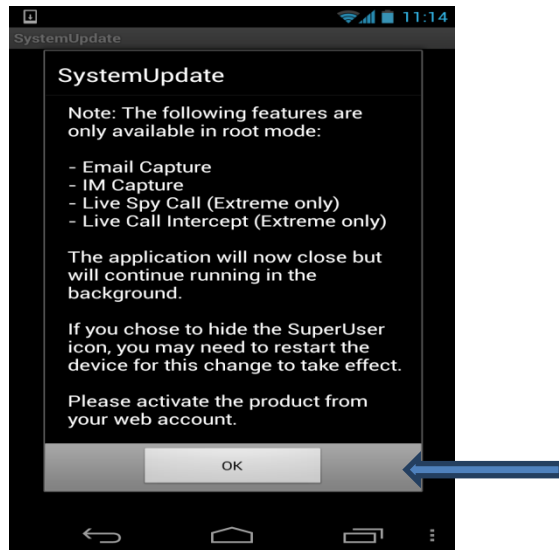 11:14
SystemUpdate
SystemUpdate
Note: The following features are
only available in root mode:
- Email Capture
- IM Capture
- Live Spy Call (Extreme only)
- Live Call Intercept (Extreme only)
The application will now close but
will continue running in the
background.
If you chose to hide the SuperUser
icon, you may need to restart the
device for this change to take effect.
Please activate the product from
your web account.
OK